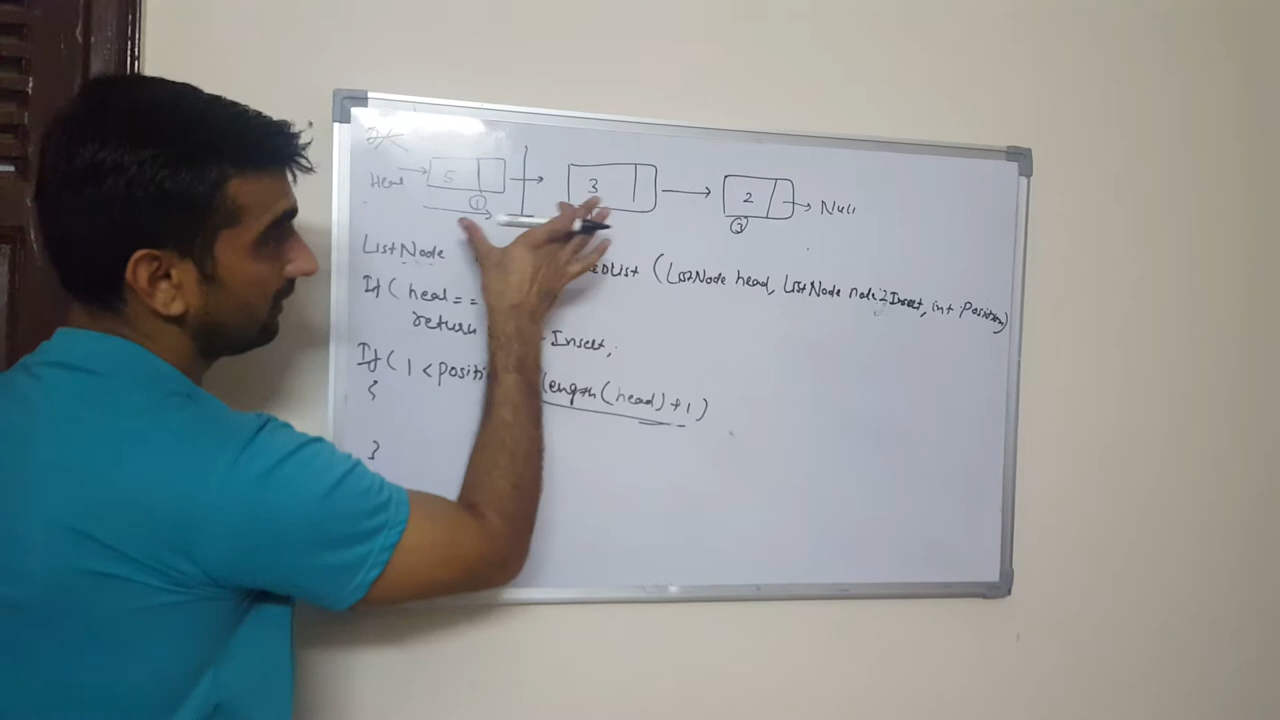 Head 5 3 2 Null
1 3
ListNode List (ListNode head, ListNode node2Insert, int Position)
If ( head ==
return Insert;
If ( 1 < positi length(head) + 1 )
{
}